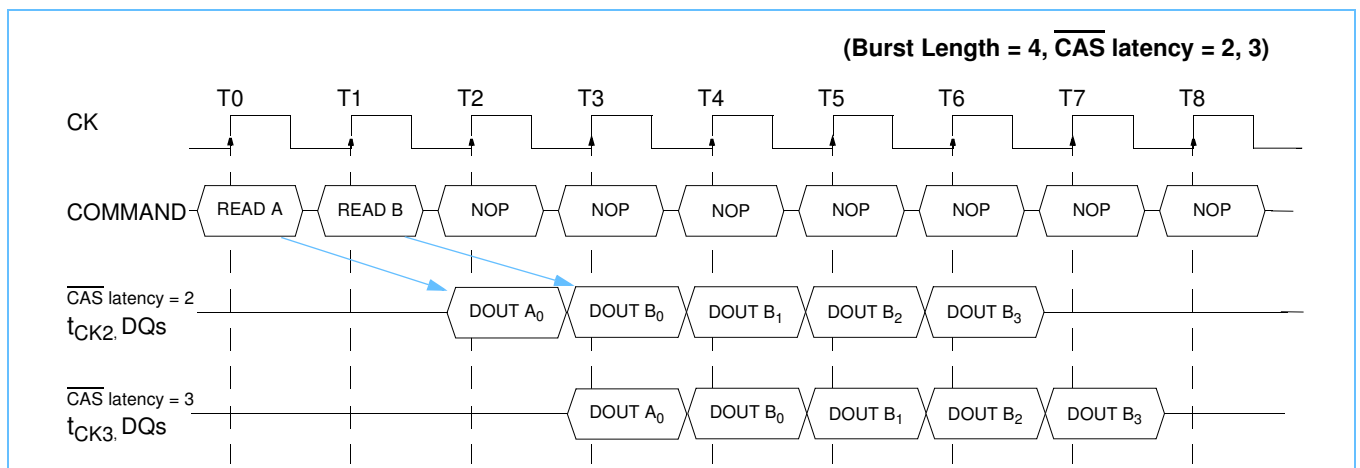 (Burst Length = 4, CAS latency = 2, 3)
T0 T1 T2 T3 T4 T5 T6 T7 T8
CK
COMMAND READ A READ B NOP NOP NOP NOP NOP NOP NOP
CAS latency = 2
tCK2, DQs DOUT A0 DOUT B0 DOUT B1 DOUT B2 DOUT B3
CAS latency = 3
tCK3, DQs DOUT A0 DOUT B0 DOUT B1 DOUT B2 DOUT B3